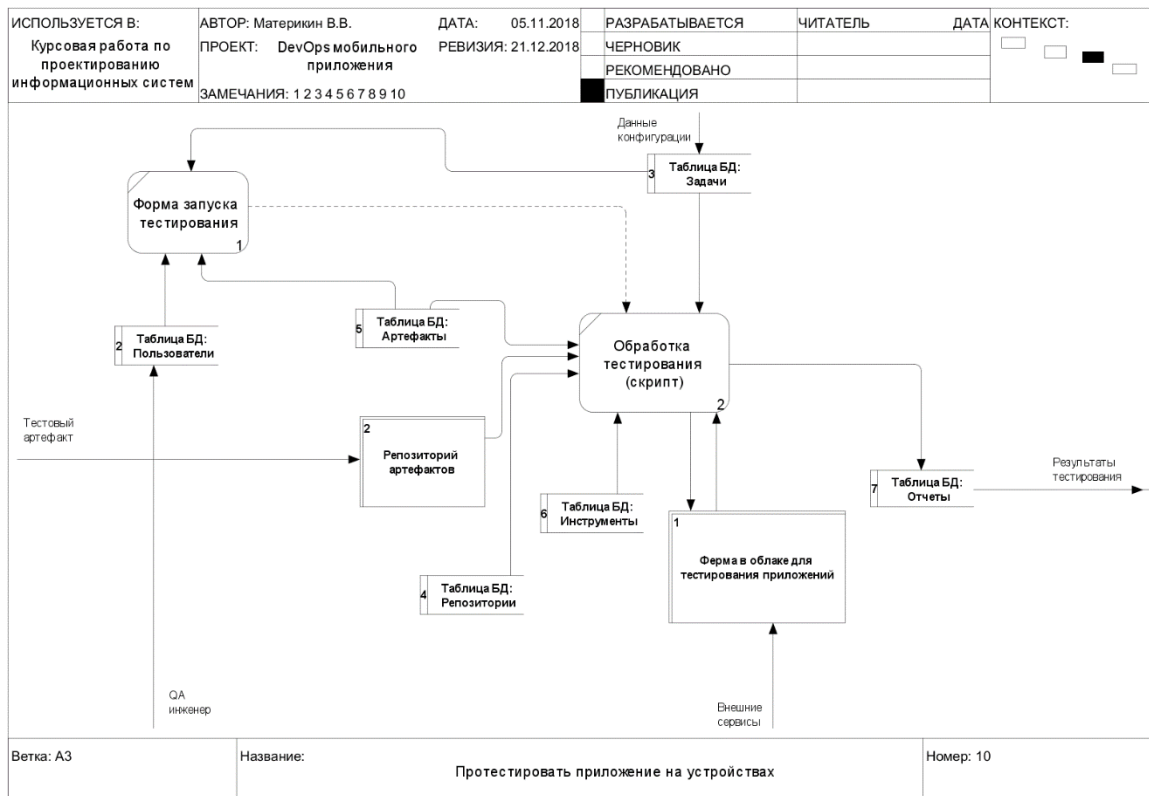 ИСПОЛЬЗУЕТСЯ В:
Курсовая работа по
проектированию
информационных систем
АВТОР: Материкин В.В.
ДАТА: 05.11.2018
ПРОЕКТ: DevOps мобильного
приложения
РЕВИЗИЯ: 21.12.2018
ЗАМЕЧАНИЯ: 1 2 3 4 5 6 7 8 9 10
РАЗРАБАТЫВАЕТСЯ
ЧЕРНОВИК
РЕКОМЕНДОВАНО
ПУБЛИКАЦИЯ
ЧИТАТЕЛЬ
ДАТА
КОНТЕКСТ:
Данные
конфигурации
3
Таблица БД:
Задачи
Форма запуска
тестирования
1
2
Таблица БД:
Пользователи
5
Таблица БД:
Артефакты
Обработка
тестирования
(скрипт)
2
Тестовый
артефакт
2
Репозиторий
артефактов
6
Таблица БД:
Инструменты
7
Таблица БД:
Отчеты
Результаты
тестирования
1
Ферма в облаке для
тестирования приложений
4
Таблица БД:
Репозитории
QA
инженер
Внешние
сервисы
Ветка: A3
Название:
Протестировать приложение на устройствах
Номер: 10